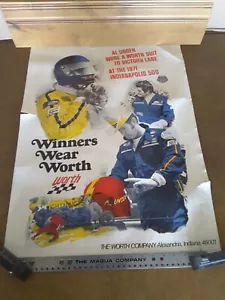 AL UNSER
WORE A WORTH SUIT
TO VICTORY LANE
AT THE 1971
INDIANAPOLIS 500
Winners
Wear
Worth
Worth
THE WORTH COMPANY Alexandria, Indiana 46001
THE MAGUA COMPANY